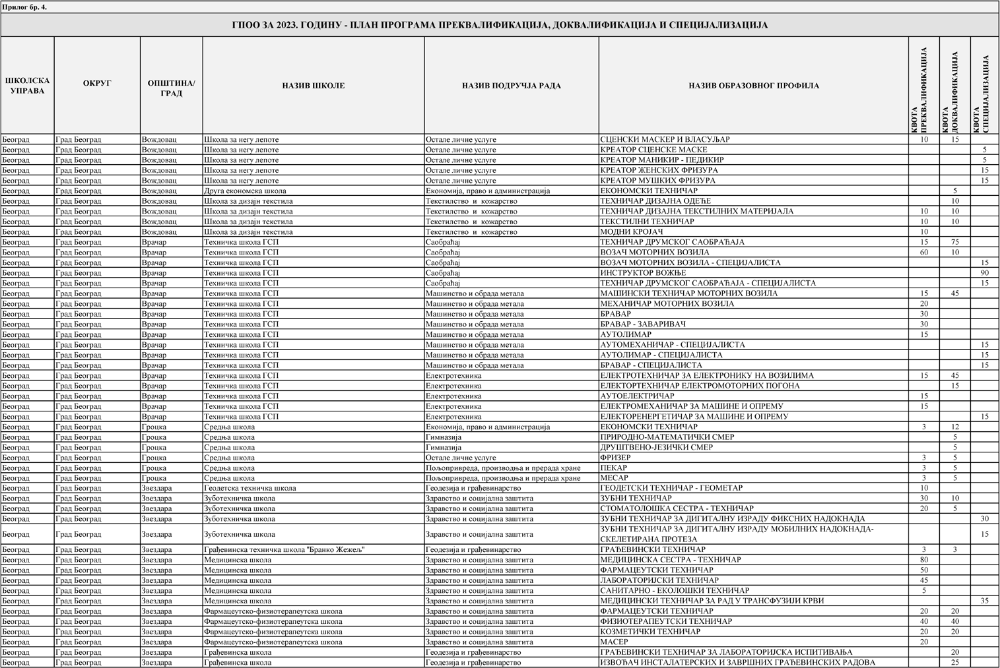 Прилог бр. 4.
ГПОО ЗА 2023. ГОДИНУ - ПЛАН ПРОГРАМА ПРЕКВАЛИФИКАЦИЈА, ДОКВАЛИФИКАЦИЈА И СПЕЦИЈАЛИЗАЦИЈА
ШКОЛСКА УПРАВА ОКРУГ ОПШТИНА/ ГРАД НАЗИВ ШКОЛЕ НАЗИВ ПОДРУЧЈА РАДА НАЗИВ ОБРАЗОВНОГ ПРОФИЛА КВОТА ПРЕКВАЛИФИКАЦИЈА КВОТА ДОКВАЛИФИКАЦИЈА КВОТА СПЕЦИЈАЛИЗАЦИЈА
Београд Град Београд Вождовац Школа за негу лепоте Остале личне услуге СЦЕНСКИ МАСКЕР И ВЛАСУЉАР 10 15
Београд Град Београд Вождовац Школа за негу лепоте Остале личне услуге КРЕАТОР СЦЕНСКЕ МАСКЕ 5
Београд Град Београд Вождовац Школа за негу лепоте Остале личне услуге КРЕАТОР МАНИКИР - ПЕДИКИР 5
Београд Град Београд Вождовац Школа за негу лепоте Остале личне услуге КРЕАТОР ЖЕНСКИХ ФРИЗУРА 15
Београд Град Београд Вождовац Школа за негу лепоте Остале личне услуге КРЕАТОР МУШКИХ ФРИЗУРА 15
Београд Град Београд Вождовац Друга економска школа Економија, право и администрација ЕКОНОМСКИ ТЕХНИЧАР 5
Београд Град Београд Вождовац Школа за дизајн текстила Текстилство и кожарство ТЕХНИЧАР ДИЗАЈНА ОДЕЋЕ 10
Београд Град Београд Вождовац Школа за дизајн текстила Текстилство и кожарство ТЕХНИЧАР ДИЗАЈНА ТЕКСТИЛНИХ МАТЕРИЈАЛА 10 10
Београд Град Београд Вождовац Школа за дизајн текстила Текстилство и кожарство ТЕКСТИЛНИ ТЕХНИЧАР 10 10
Београд Град Београд Вождовац Школа за дизајн текстила Текстилство и кожарство МОДНИ КРОЈАЧ 10
Београд Град Београд Врачар Техничка школа ГСП Саобраћај ТЕХНИЧАР ДРУМСКОГ САОБРАЋАЈА 15 75
Београд Град Београд Врачар Техничка школа ГСП Саобраћај ВОЗАЧ МОТОРНИХ ВОЗИЛА 60 10
Београд Град Београд Врачар Техничка школа ГСП Саобраћај ВОЗАЧ МОТОРНИХ ВОЗИЛА - СПЕЦИЈАЛИСТА 15
Београд Град Београд Врачар Техничка школа ГСП Саобраћај ИНСТРУКТОР ВОЖЊЕ 90
Београд Град Београд Врачар Техничка школа ГСП Саобраћај ТЕХНИЧАР ДРУМСКОГ САОБРАЋАЈА - СПЕЦИЈАЛИСТА 15
Београд Град Београд Врачар Техничка школа ГСП Машинство и обрада метала МАШИНСКИ ТЕХНИЧАР МОТОРНИХ ВОЗИЛА 15 45
Београд Град Београд Врачар Техничка школа ГСП Машинство и обрада метала МЕХАНИЧАР МОТОРНИХ ВОЗИЛА 20
Београд Град Београд Врачар Техничка школа ГСП Машинство и обрада метала БРАВАР 30
Београд Град Београд Врачар Техничка школа ГСП Машинство и обрада метала БРАВАР - ЗАВАРИВАЧ 30
Београд Град Београд Врачар Техничка школа ГСП Машинство и обрада метала АУТОЛИМАР 15
Београд Град Београд Врачар Техничка школа ГСП Машинство и обрада метала АУТОМЕХАНИЧАР - СПЕЦИЈАЛИСТА 15
Београд Град Београд Врачар Техничка школа ГСП Машинство и обрада метала АУТОЛИМАР - СПЕЦИЈАЛИСТА 15
Београд Град Београд Врачар Техничка школа ГСП Машинство и обрада метала БРАВАР - СПЕЦИЈАЛИСТА 15
Београд Град Београд Врачар Техничка школа ГСП Електротехника ЕЛЕКТРОТЕХНИЧАР ЗА ЕЛЕКТРОНИКУ НА ВОЗИЛИМА 15 45
Београд Град Београд Врачар Техничка школа ГСП Електротехника ЕЛЕКТОРТЕХНИЧАР ЕЛЕКТРОМОТОРНИХ ПОГОНА 15
Београд Град Београд Врачар Техничка школа ГСП Електротехника АУТОЕЛЕКТРИЧАР 15
Београд Град Београд Врачар Техничка школа ГСП Електротехника ЕЛЕКТРОМЕХАНИЧАР ЗА МАШИНЕ И ОПРЕМУ 15
Београд Град Београд Врачар Техничка школа ГСП Електротехника ЕЛЕКТОРЕНЕРГЕТИЧАР ЗА МАШИНЕ И ОПРЕМУ 15
Београд Град Београд Гроцка Средња школа Економија, право и администрација ЕКОНОМСКИ ТЕХНИЧАР 3 12
Београд Град Београд Гроцка Средња школа Гимназија ПРИРОДНО-МАТЕМАТИЧКИ СМЕР 5
Београд Град Београд Гроцка Средња школа Гимназија ДРУШТВЕНО-ЈЕЗИЧКИ СМЕР 5
Београд Град Београд Гроцка Средња школа Остале личне услуге ФРИЗЕР 3 5
Београд Град Београд Гроцка Средња школа Пољопривреда, производња и прерада хране ПЕКАР 3 5
Београд Град Београд Гроцка Средња школа Пољопривреда, производња и прерада хране МЕСАР 3 5
Београд Град Београд Звездара Геодетска техничка школа Геодезија и грађевинарство ГЕОДЕТСКИ ТЕХНИЧАР - ГЕОМЕТАР 10
Београд Град Београд Звездара Зуботехничка школа Здравство и социјална заштита ЗУБНИ ТЕХНИЧАР 30 10
Београд Град Београд Звездара Зуботехничка школа Здравство и социјална заштита СТОМАТОЛОШКА СЕСТРА - ТЕХНИЧАР 20 5
Београд Град Београд Звездара Зуботехничка школа Здравство и социјална заштита ЗУБНИ ТЕХНИЧАР ЗА ДИГИТАЛНУ ИЗРАДУ ФИКСНИХ НАДОКНАДА 30
Београд Град Београд Звездара Зуботехничка школа Здравство и социјална заштита ЗУБНИ ТЕХНИЧАР ЗА ДИГИТАЛНУ ИЗРАДУ МОБИЛНИХ НАДОКНАДА-
СКЕЛЕТИРАНА ПРОТЕЗА 15
Београд Град Београд Звездара Грађевинска техничка школа "Бранко Жежељ" Геодезија и грађевинарство ГРАЂЕВИНСКИ ТЕХНИЧАР 3 3
Београд Град Београд Звездара Медицинска школа Здравство и социјална заштита МЕДИЦИНСКА СЕСТРА - ТЕХНИЧАР 80
Београд Град Београд Звездара Медицинска школа Здравство и социјална заштита ФАРМАЦЕУТСКИ ТЕХНИЧАР 50
Београд Град Београд Звездара Медицинска школа Здравство и социјална заштита ЛАБОРАТОРИЈСКИ ТЕХНИЧАР 45
Београд Град Београд Звездара Медицинска школа Здравство и социјална заштита САНИТАРНО - ЕКОЛОШКИ ТЕХНИЧАР 5
Београд Град Београд Звездара Медицинска школа Здравство и социјална заштита МЕДИЦИНСКИ ТЕХНИЧАР ЗА РАД У ТРАНСФУЗИЈИ КРВИ 35
Београд Град Београд Звездара Фармацеутско-физиотерапеутска школа Здравство и социјална заштита ФАРМАЦЕУТСКИ ТЕХНИЧАР 20 20
Београд Град Београд Звездара Фармацеутско-физиотерапеутска школа Здравство и социјална заштита ФИЗИОТЕРАПЕУТСКИ ТЕХНИЧАР 40 40
Београд Град Београд Звездара Фармацеутско-физиотерапеутска школа Здравство и социјална заштита КОЗМЕТИЧКИ ТЕХНИЧАР 20 20
Београд Град Београд Звездара Фармацеутско-физиотерапеутска школа Здравство и социјална заштита МАСЕР 20
Београд Град Београд Звездара Грађевинска школа Геодезија и грађевинарство ГРАЂЕВИНСКИ ТЕХНИЧАР ЗА ЛАБОРАТОРИЈСКА ИСПИТИВАЊА 20
Београд Град Београд Звездара Грађевинска школа Геодезија и грађевинарство ИЗВОЂАЧ ИНСТАЛАТЕРСКИХ И ЗАВРШНИХ ГРАЂЕВИНСКИХ РАДОВА 25